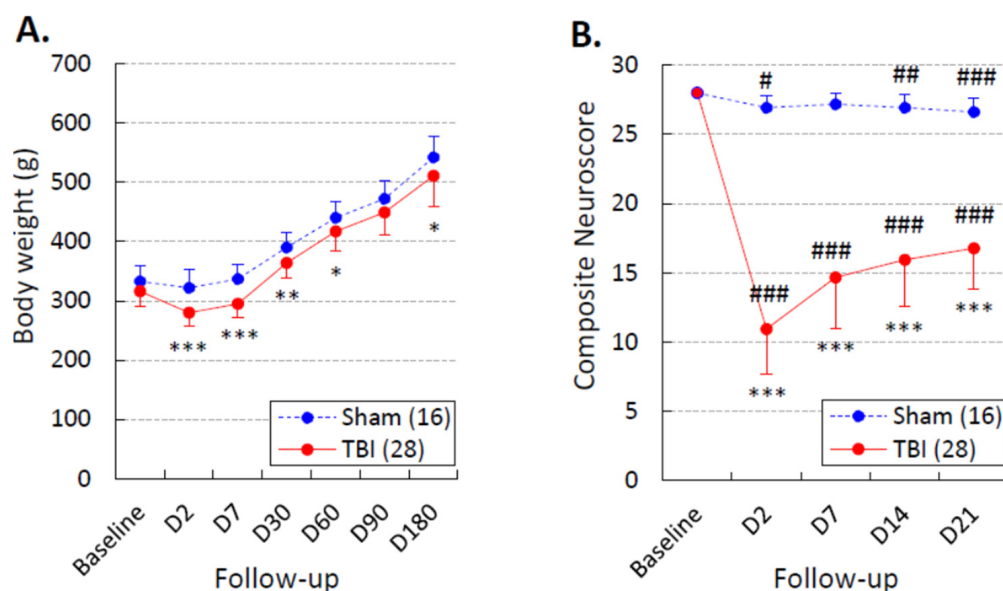 A.
700
600
500
400
300
200
100
0
Body weight (g)
***
***
**
*
*
Sham (16)
TBI (28)
Baseline
D2
D7
D30
D60
D90
D180
Follow-up
B.
30
25
20
15
10
5
0
Composite Neuroscore
#
##
###
###
###
###
###
***
***
***
***
Sham (16)
TBI (28)
Baseline
D2
D7
D14
D21
Follow-up